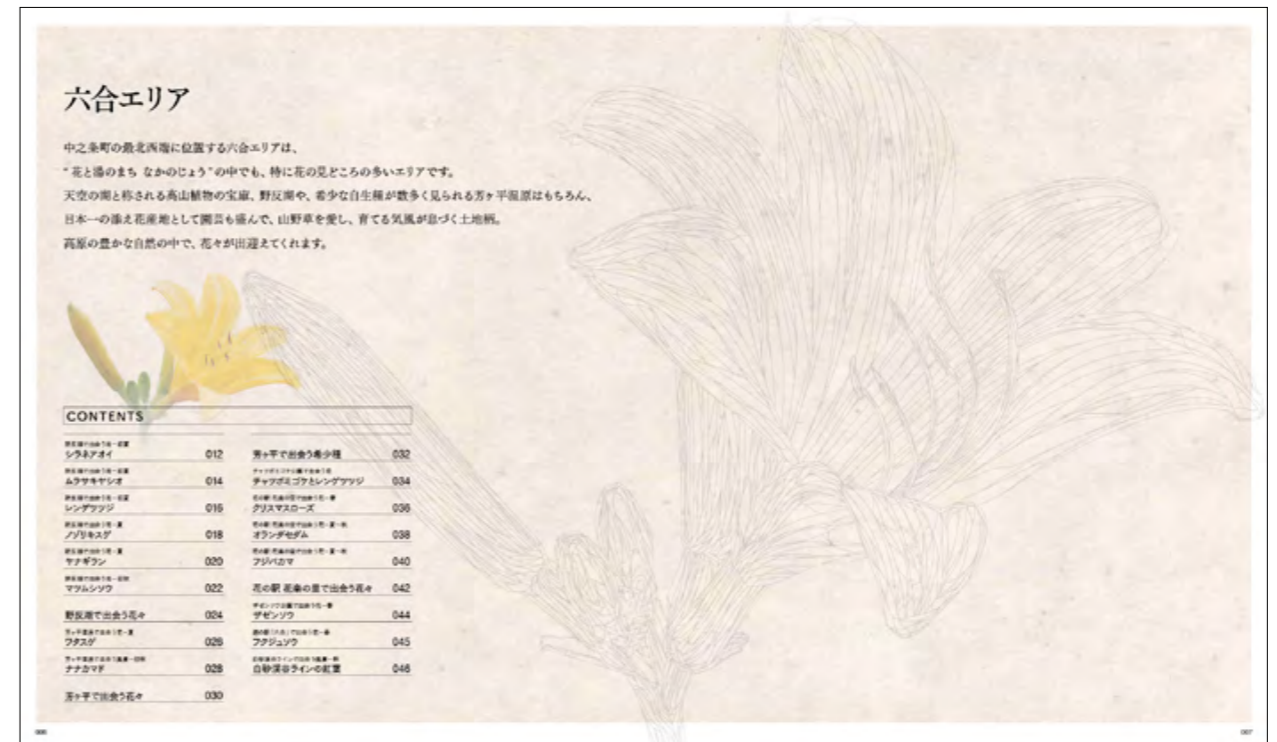 六合エリア
中之条町の最北西端に位置する六合エリアは、
“花と湯のまち なかのじょう”の中でも、特に花の見どころの多いエリアです。
天空の湖と称される高山植物の宝庫、野反湖や、希少な自生種が数多く見られる芳ヶ平湿原はもちろん、
日本一の添え花産地として園芸も盛んで、山野草を愛し、育てる気風が息づく土地柄。
高原の豊かな自然の中で、花々が出迎えてくれます。
CONTENTS
シラネアオイ 012
ムラサキヤシオ 014
レンゲツツジ 016
ノゾリキスゲ 018
ヤナギラン 020
マツムシソウ 022
野反湖で出会う花々 024
ワタスゲ 026
ナナカマド 028
芳ヶ平で出会う花々 030
芳ヶ平で出会う希少種 032
チャツボミゴケとレンゲツツジ 034
クリスマスローズ 036
オランダセダム 038
フジバカマ 040
花の駅 花楽の里で出会う花々 042
ザゼンソウ 044
フクジュソウ 045
白砂渓谷ラインの紅葉 046
006
007